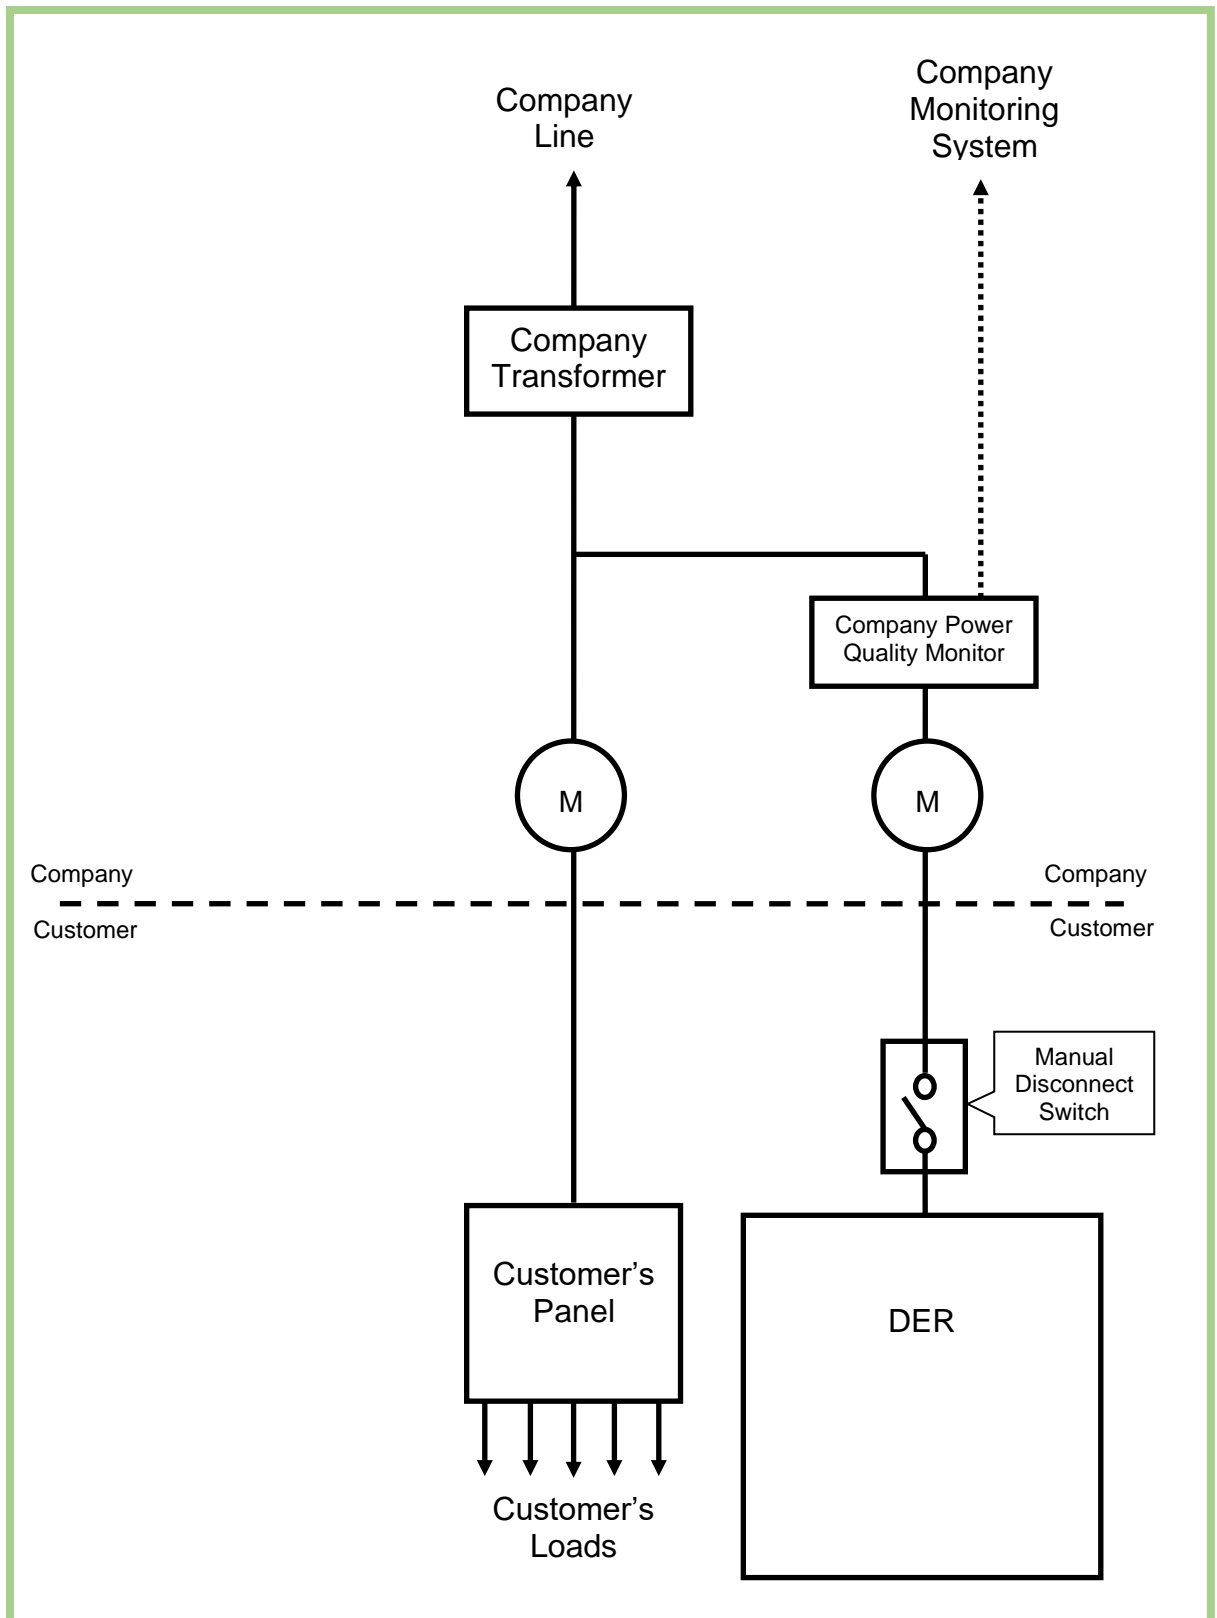 Company
Line
Company
Monitoring
System
Company
Transformer
Company Power
Quality Monitor
M
M
Company
Company
Customer
Customer
Manual
Disconnect
Switch
Customer’s
Panel
DER
Customer’s
Loads